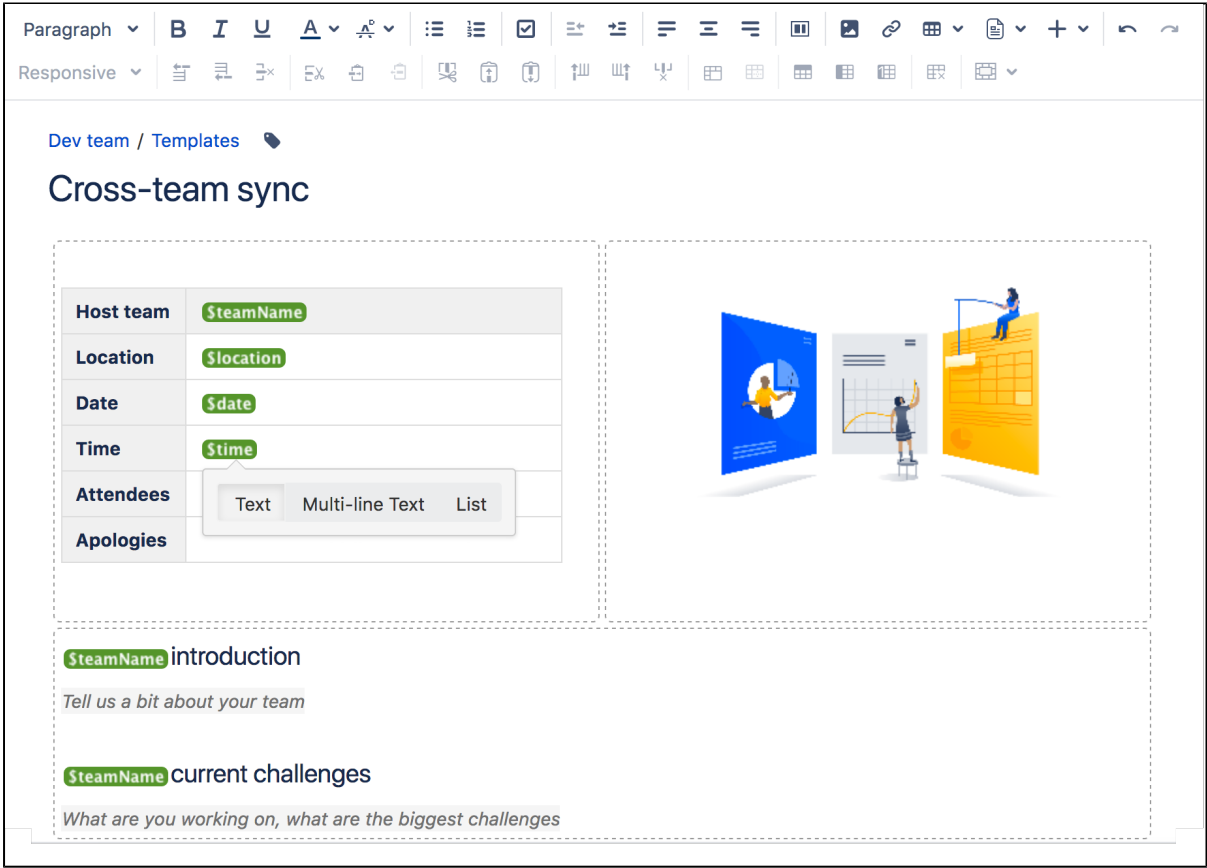 Paragraph B I U A
Responsive
Dev team / Templates
Cross-team sync
Host team $teamName
Location $location
Date $date
Time $time
Attendees
Text Multi-line Text List
Apologies
$teamName introduction
Tell us a bit about your team
$teamName current challenges
What are you working on, what are the biggest challenges